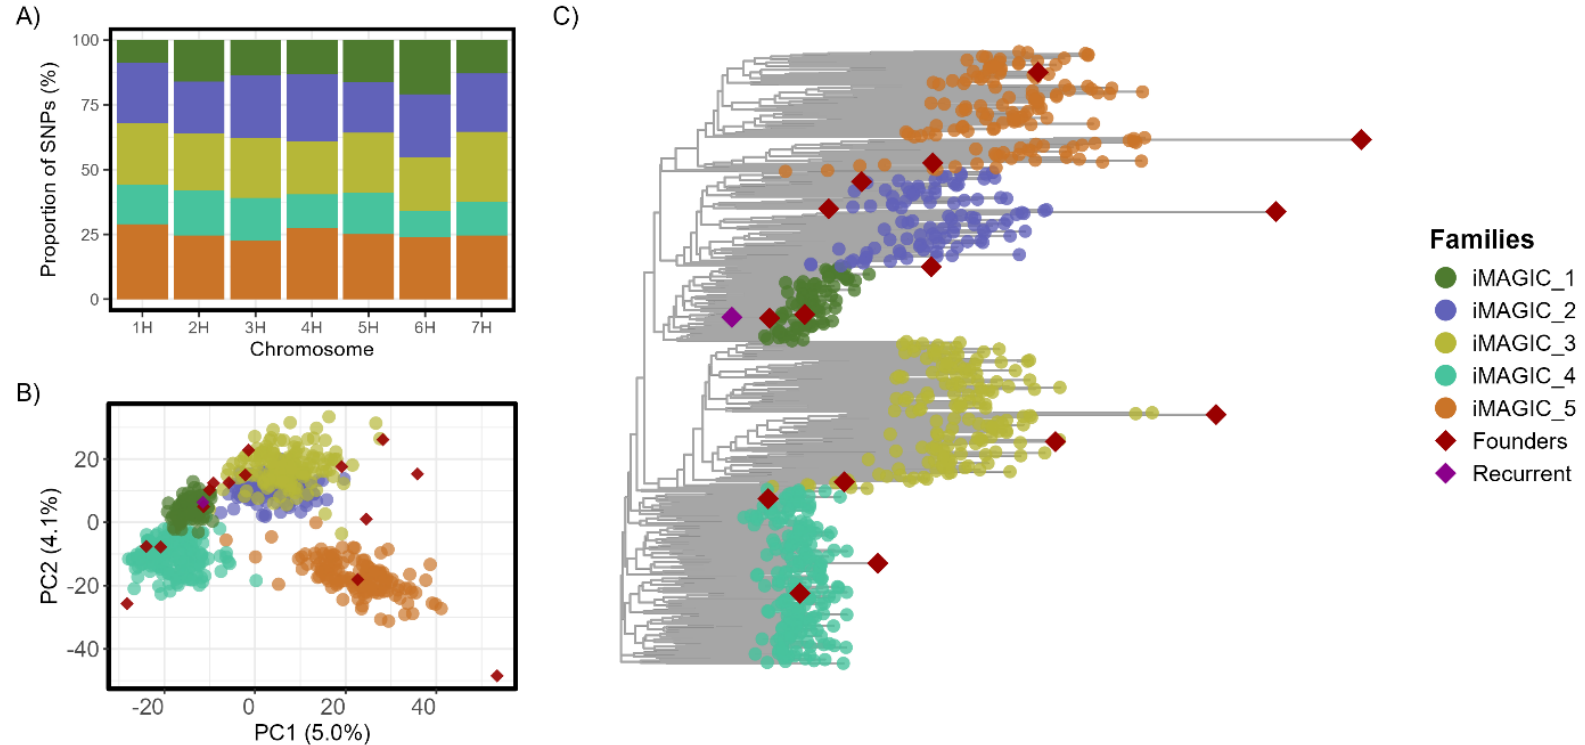 A)
Proportion of SNPs (%)
100
75
50
25
0
1H 2H 3H 4H 5H 6H 7H
Chromosome
B)
PC2 (4.1%)
20
0
-20
-40
-20 0 20 40
PC1 (5.0%)
C)
Families
iMAGIC_1
iMAGIC_2
iMAGIC_3
iMAGIC_4
iMAGIC_5
Founders
Recurrent